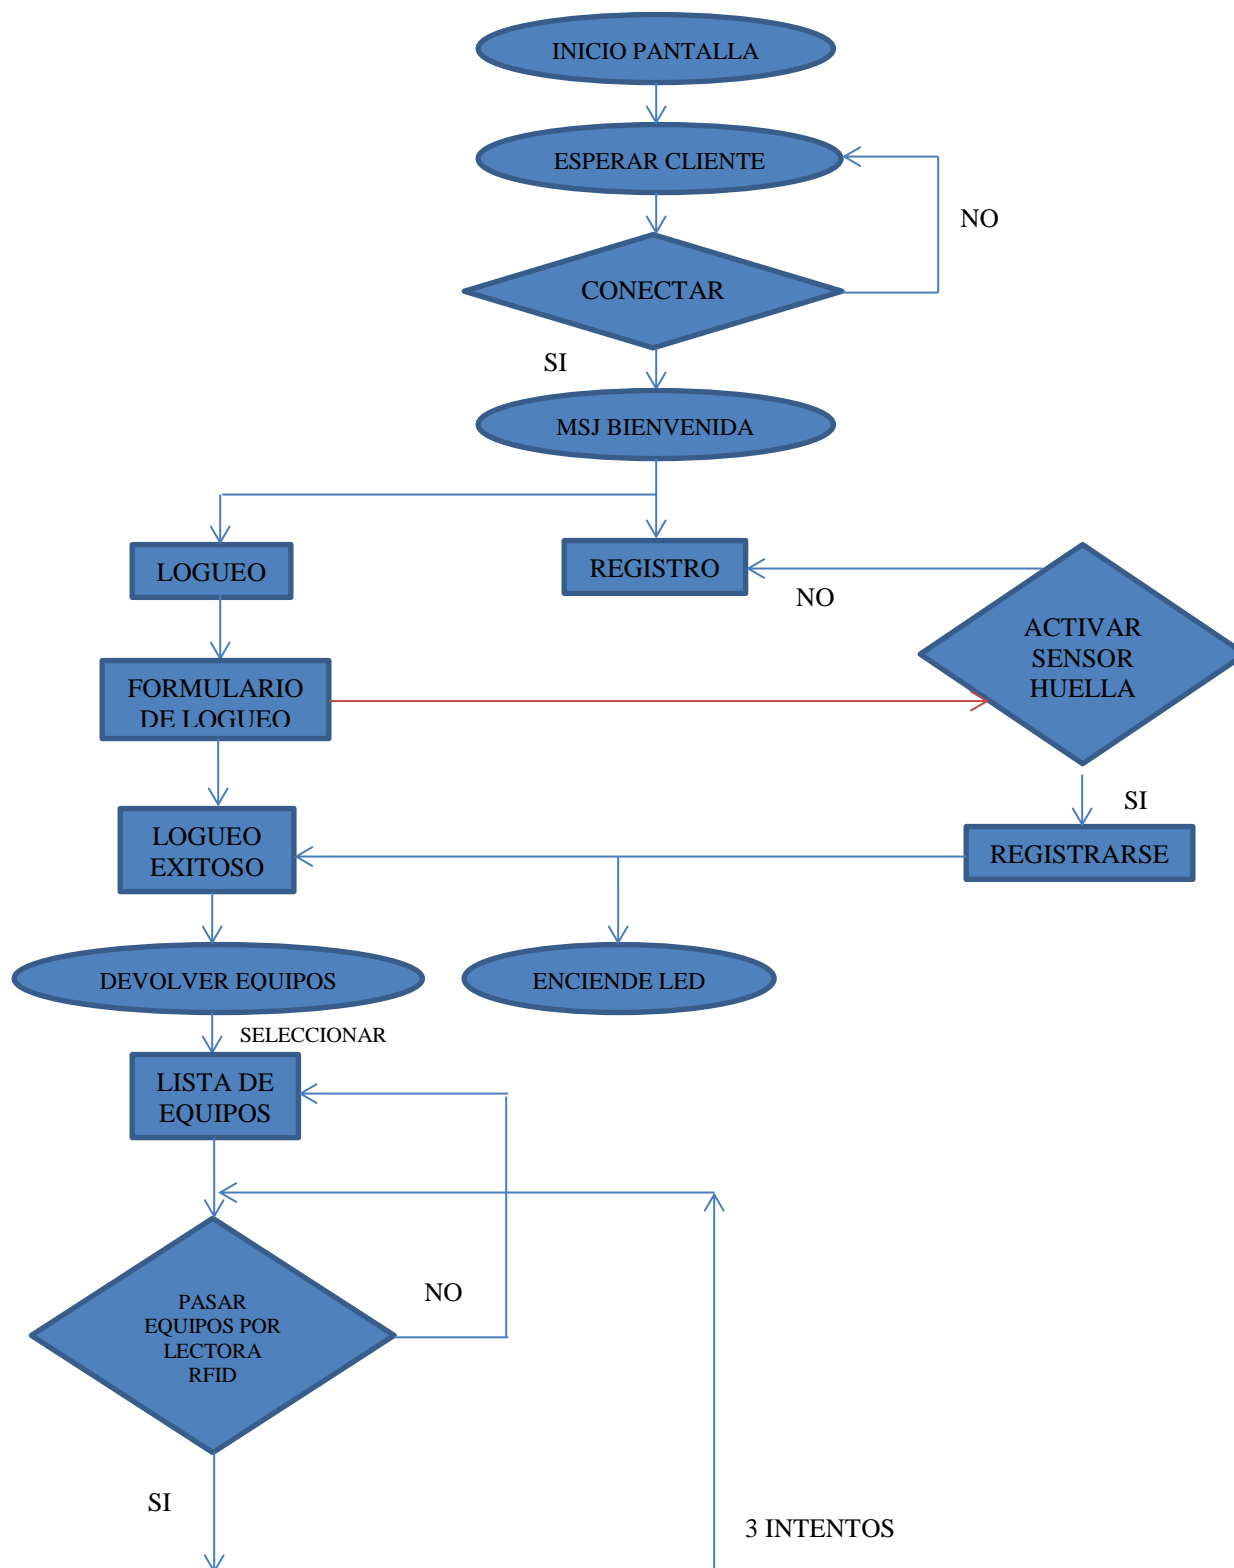 INICIO PANTALLA
ESPERAR CLIENTE
NO
CONECTAR
SI
MSJ BIENVENIDA
LOGUEO
REGISTRO
NO
ACTIVAR
SENSOR
HUELLA
FORMULARIO
DE LOGUEO
SI
LOGUEO
EXITOSO
REGISTRARSE
DEVOLVER EQUIPOS
ENCIENDE LED
SELECCIONAR
LISTA DE
EQUIPOS
NO
PASAR
EQUIPOS POR
LECTORA
RFID
SI
3 INTENTOS